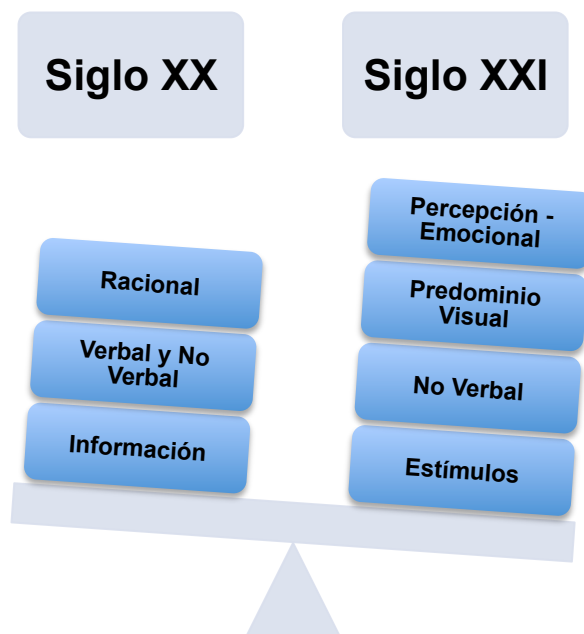 Siglo XX
Siglo XXI
Racional
Verbal y No
Verbal
Información
Percepción -
Emocional
Predominio
Visual
No Verbal
Estímulos